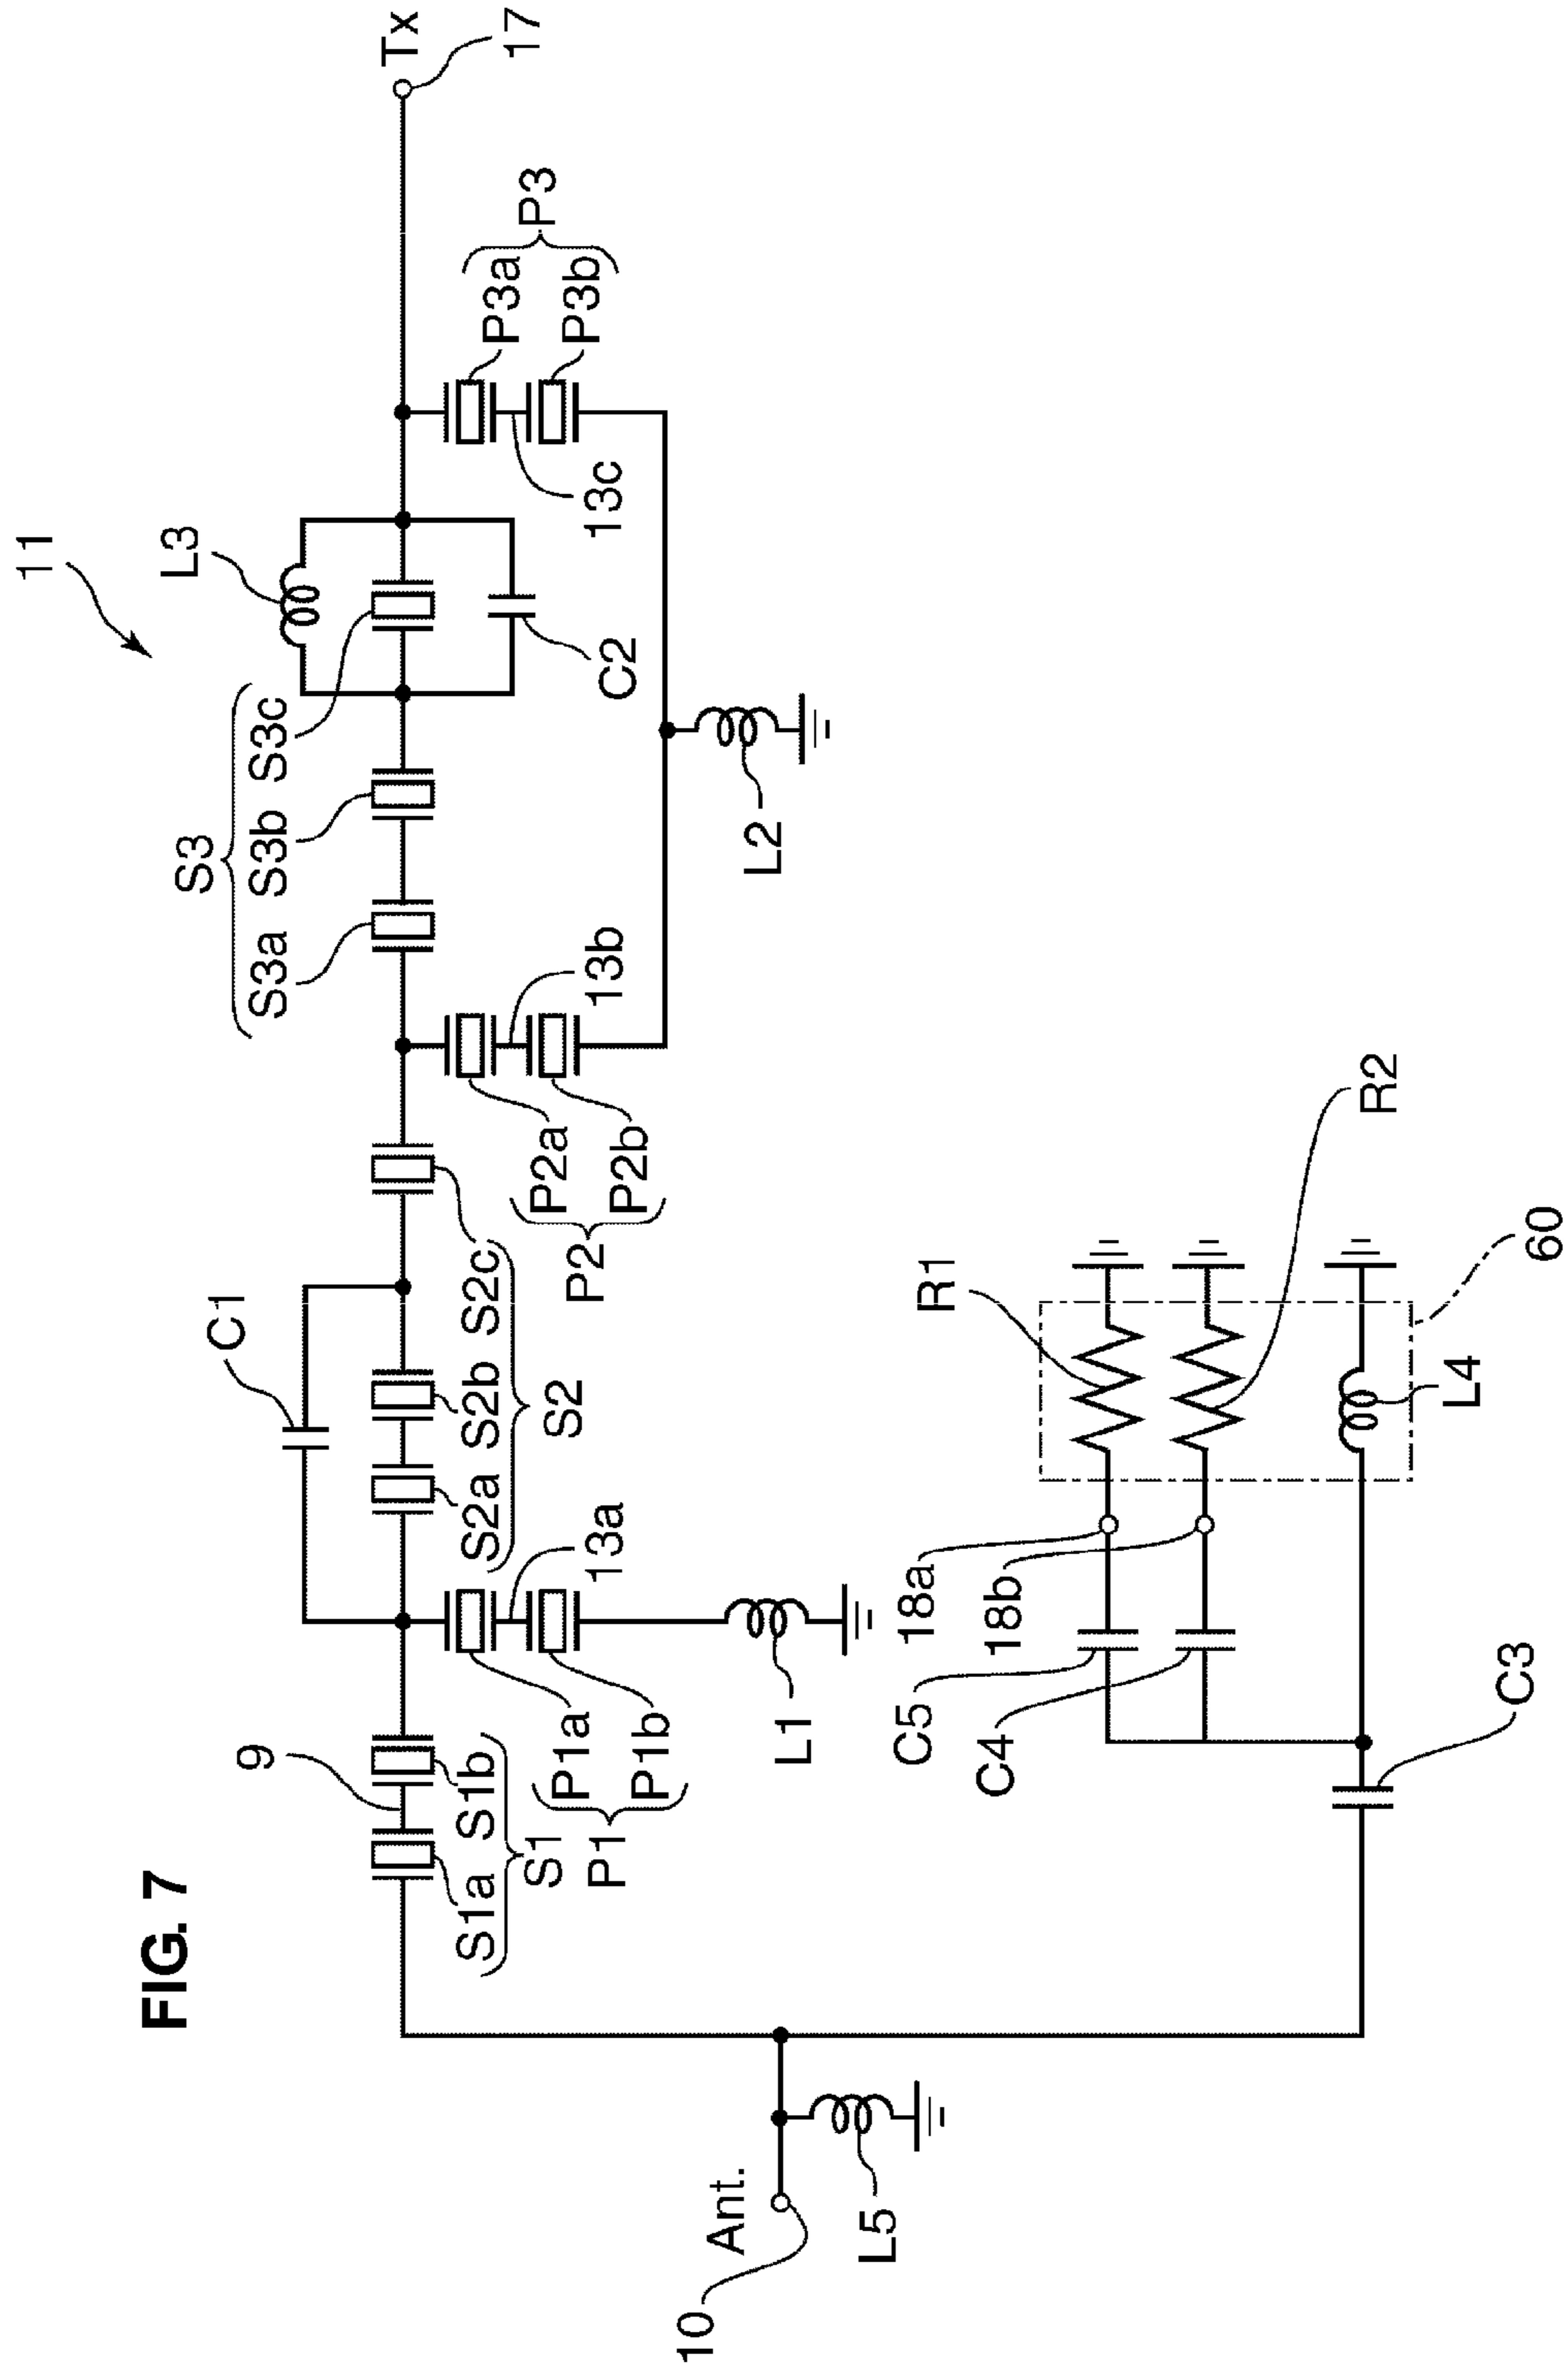 FIG. 7
11
L3
S3
S3a S3b S3c
C1
9
Tx
17
S1a S1b
S1
S2a S2b S2c
S2
C2
P3a
P3b
P3
13a
13b
13c
P1a
P1b
P1
P2a
P2b
P2
L1
L2
Ant.
10
L5
C5
C4
18a
18b
R1
R2
C3
L4
60